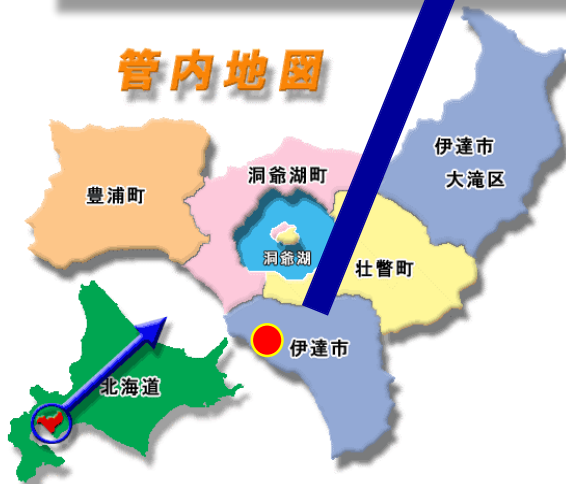 管内地図
伊達市
大滝区
洞爺湖町
豊浦町
洞爺湖
壮瞥町
伊達市
北海道